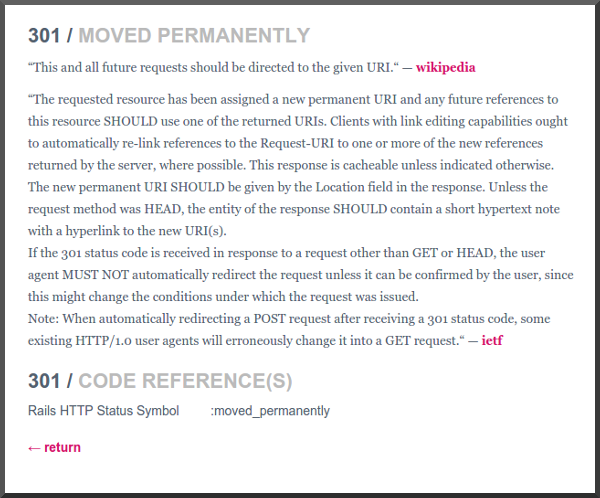 301 / MOVED PERMANENTLY
“This and all future requests should be directed to the given URI.“ — wikipedia
“The requested resource has been assigned a new permanent URI and any future references to
this resource SHOULD use one of the returned URIs. Clients with link editing capabilities ought
to automatically re-link references to the Request-URI to one or more of the new references
returned by the server, where possible. This response is cacheable unless indicated otherwise.
The new permanent URI SHOULD be given by the Location field in the response. Unless the
request method was HEAD, the entity of the response SHOULD contain a short hypertext note
with a hyperlink to the new URI(s).
If the 301 status code is received in response to a request other than GET or HEAD, the user
agent MUST NOT automatically redirect the request unless it can be confirmed by the user, since
this might change the conditions under which the request was issued.
Note: When automatically redirecting a POST request after receiving a 301 status code, some
existing HTTP/1.0 user agents will erroneously change it into a GET request.“ — ietf
301 / CODE REFERENCE(S)
Rails HTTP Status Symbol :moved_permanently
← return